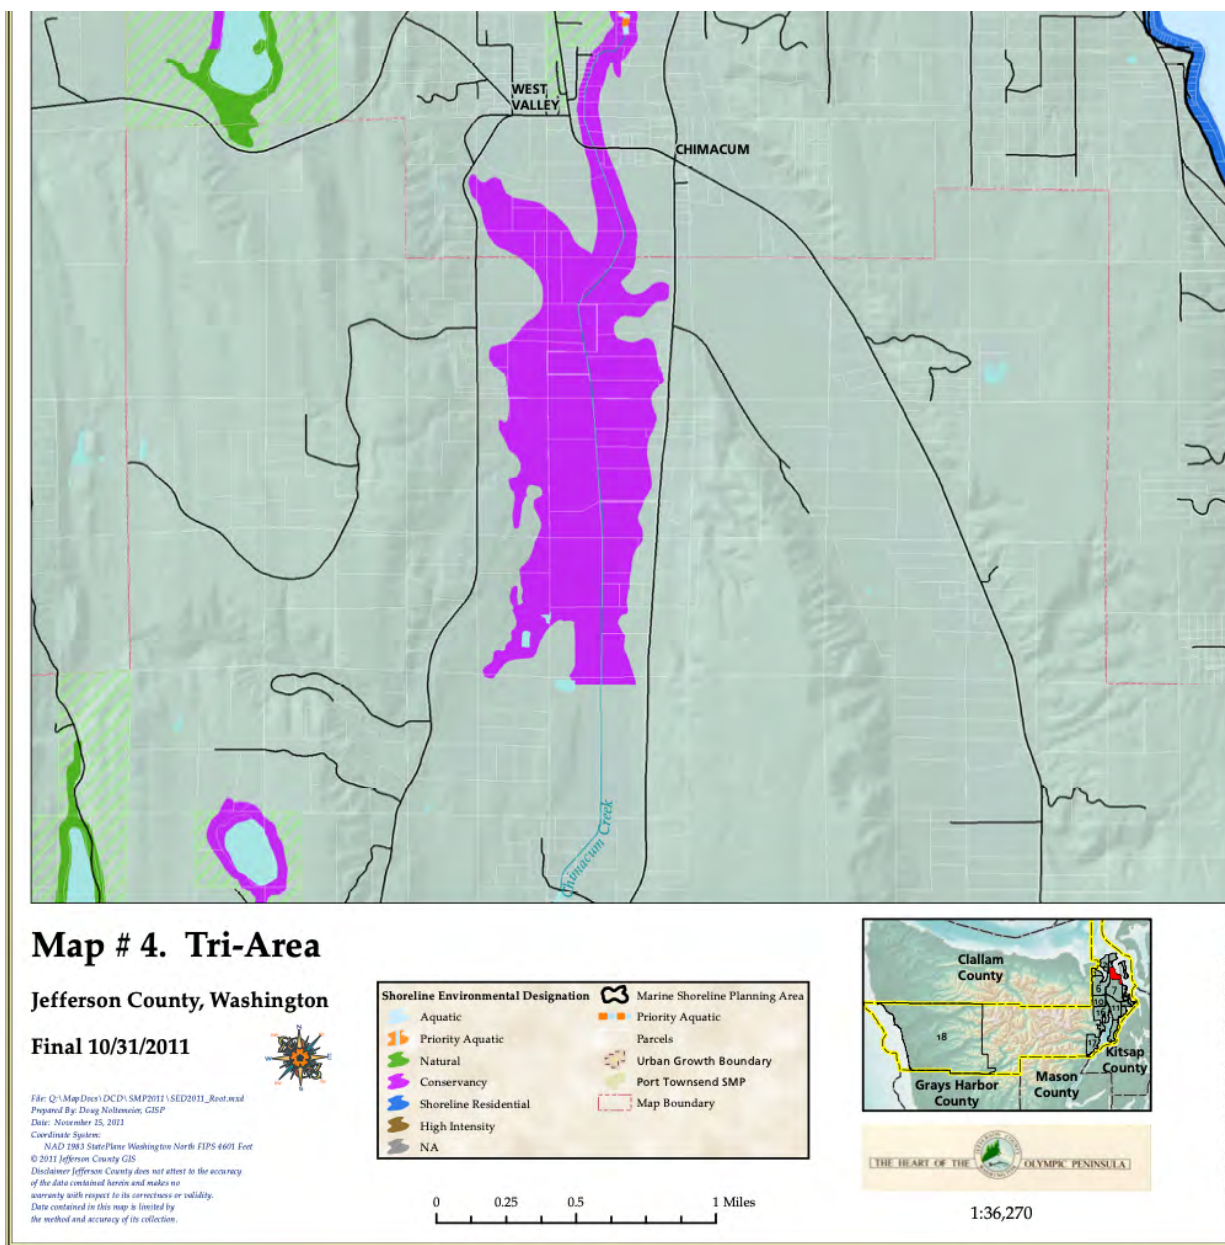 WEST
VALLEY
CHIMACUM
Chimacum Creek
Map # 4. Tri-Area
Jefferson County, Washington
Final 10/31/2011
N
W
E
S
File: Q:\MapDocs\DCD\SMP2011\SED2011_Root.mxd
Prepared By: Doug Noltemeier, GISP
Date: November 15, 2011
Coordinate System:
NAD 1983 StatePlane Washington North FIPS 4601 Feet
© 2011 Jefferson County GIS
Disclaimer Jefferson County does not attest to the accuracy
of the data contained herein and makes no
warranty with respect to its correctness or validity.
Data contained in this map is limited by
the method and accuracy of its collection.
Shoreline Environmental Designation
Aquatic
Priority Aquatic
Natural
Conservancy
Shoreline Residential
High Intensity
NA
Marine Shoreline Planning Area
Priority Aquatic
Parcels
Urban Growth Boundary
Port Townsend SMP
Map Boundary
0 0.25 0.5 1 Miles
Clallam
County
18
7
10
11
17
Kitsap
County
Mason
County
Grays Harbor
County
THE HEART OF THE OLYMPIC PENINSULA
1:36,270